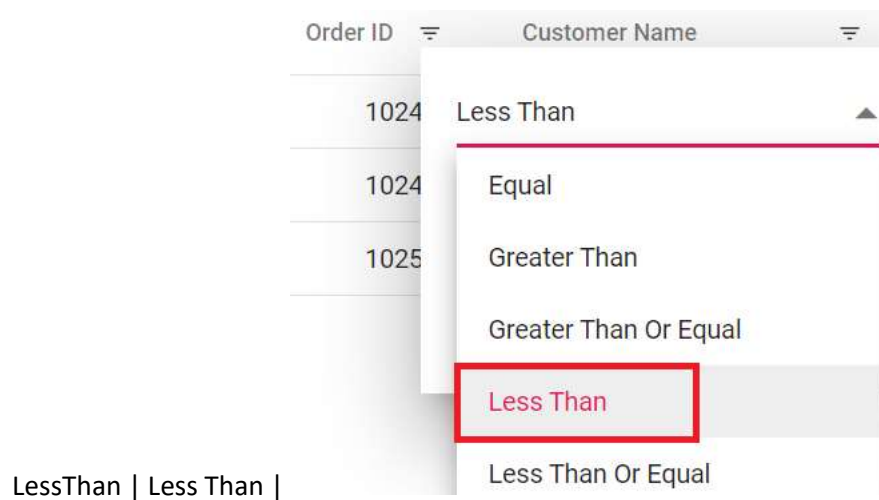 Order ID Customer Name
1024 Less Than
1024 Equal
1025 Greater Than
Greater Than Or Equal
Less Than
Less Than Or Equal
LessThan | Less Than |